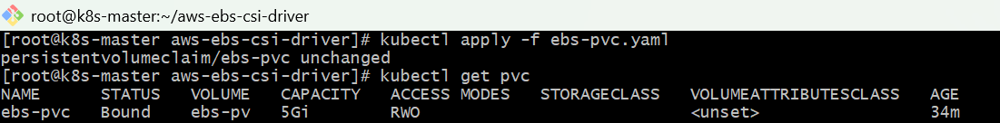 root@k8s-master:~/aws-ebs-csi-driver
[root@k8s-master aws-ebs-csi-driver]# kubectl apply -f ebs-pvc.yaml
persistentvolumeclaim/ebs-pvc unchanged
[root@k8s-master aws-ebs-csi-driver]# kubectl get pvc
NAME      STATUS   VOLUME   CAPACITY   ACCESS MODES   STORAGECLASS   VOLUMEATTRIBUTESCLASS   AGE
ebs-pvc   Bound    ebs-pv   5Gi        RWO                           <unset>                 34m